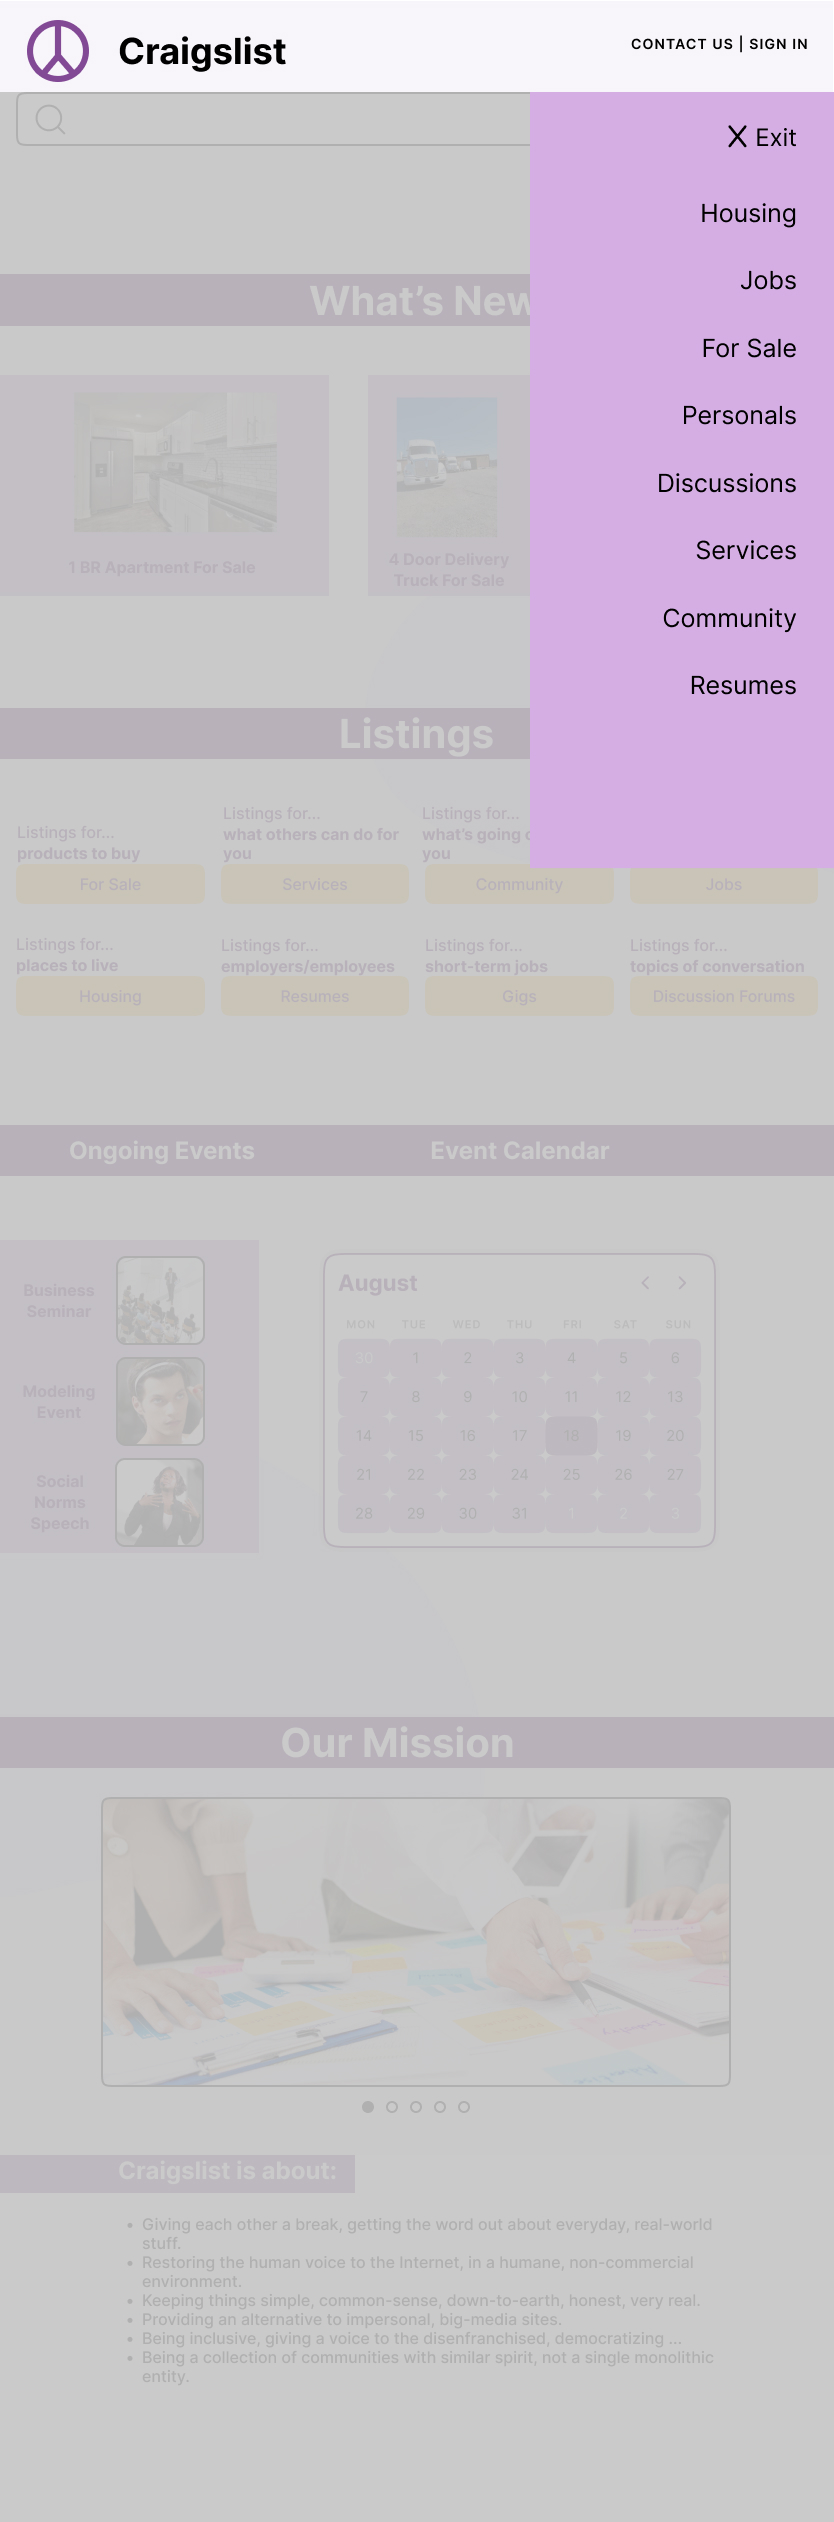 Craigslist
CONTACT US | SIGN IN
X Exit
Housing
Jobs
For Sale
Personals
Discussions
Services
Community
Resumes
What's New
1 BR Apartment For Sale
4 Door Delivery
Truck For Sale
Listings
Listings for...
products to buy
For Sale
Listings for...
what others can do for
you
Services
Listings for...
what's going
you
Community
Jobs
Listings for...
places to live
Housing
Listings for...
employers/employees
Resumes
Listings for...
short-term jobs
Gigs
Listings for...
topics of conversation
Discussion Forums
Ongoing Events
Event Calendar
Business
Seminar
Modeling
Event
Social
Norms
Speech
August
MON TUE WED THU FRI SAT SUN
30 1 2 3 4 5 6
7 8 9 10 11 12 13
14 15 16 17 18 19 20
21 22 23 24 25 26 27
28 29 30 31 1 2 3
Our Mission
Craigslist is about:
• Giving each other a break, getting the word out about everyday, real-world
stuff.
• Restoring the human voice to the Internet, in a humane, non-commercial
environment.
• Keeping things simple, common-sense, down-to-earth, honest, very real.
• Providing an alternative to impersonal, big-media sites.
• Being inclusive, giving a voice to the disenfranchised, democratizing ...
• Being a collection of communities with similar spirit, not a single monolithic
entity.